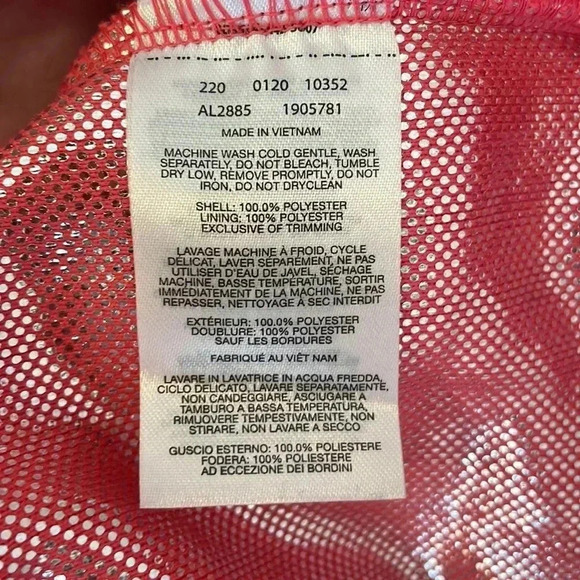 220 0120 10352
AL2885 1905781
MADE IN VIETNAM
MACHINE WASH COLD GENTLE, WASH
SEPARATELY, DO NOT BLEACH, TUMBLE
DRY LOW, REMOVE PROMPTLY, DO NOT
IRON, DO NOT DRYCLEAN
SHELL: 100.0% POLYESTER
LINING: 100% POLYESTER
EXCLUSIVE OF TRIMMING
LAVAGE MACHINE À FROID, CYCLE
DÉLICAT, LAVER SÉPARÉMENT, NE PAS
UTILISER D'EAU DE JAVEL, SÉCHAGE
MACHINE, BASSE TEMPÉRATURE, SORTIR
IMMÉDIATEMENT DE LA MACHINE, NE PAS
REPASSER, NETTOYAGE A SEC INTERDIT
EXTÉRIEUR: 100.0% POLYESTER
DOUBLURE: 100% POLYESTER
SAUF LES BORDURES
FABRIQUÉ AU VIÊT NAM
LAVARE IN LAVATRICE IN ACQUA FREDDA,
CICLO DELICATO, LAVARE SEPARATAMENTE,
NON CANDEGGIARE, ASCIUGARE A
TAMBURO A BASSA TEMPERATURA,
RIMUOVERE TEMPESTIVAMENTE, NON
STIRARE, NON LAVARE A SECCO
GUSCIO ESTERNO: 100.0% POLIESTERE
FODERA: 100% POLIESTERE
AD ECCEZIONE DEI BORDINI